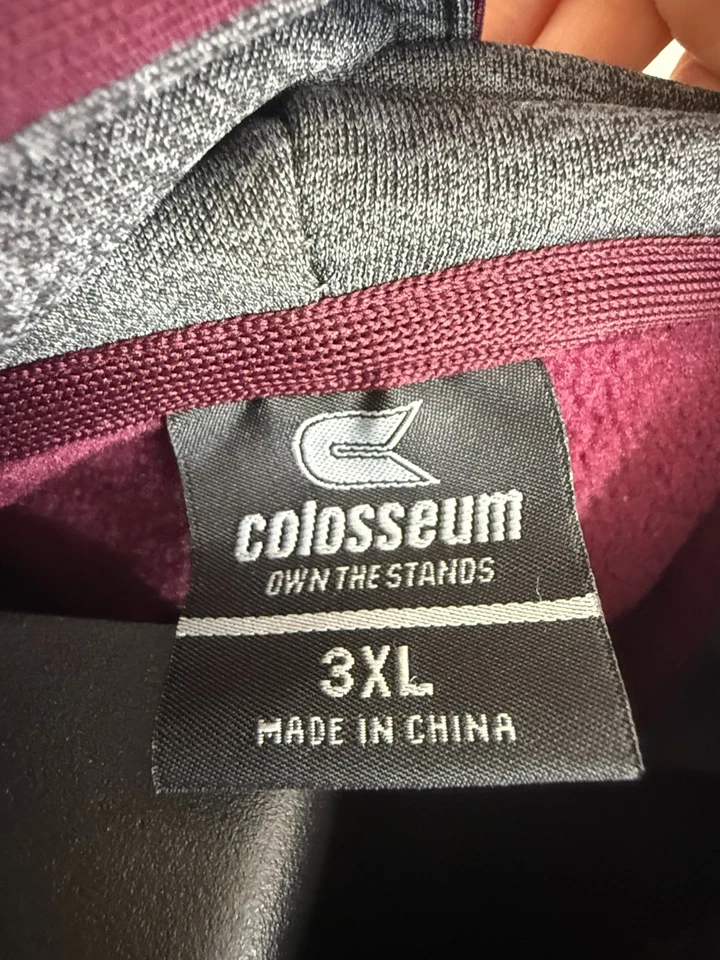 colosseum
OWN THE STANDS
3XL
MADE IN CHINA